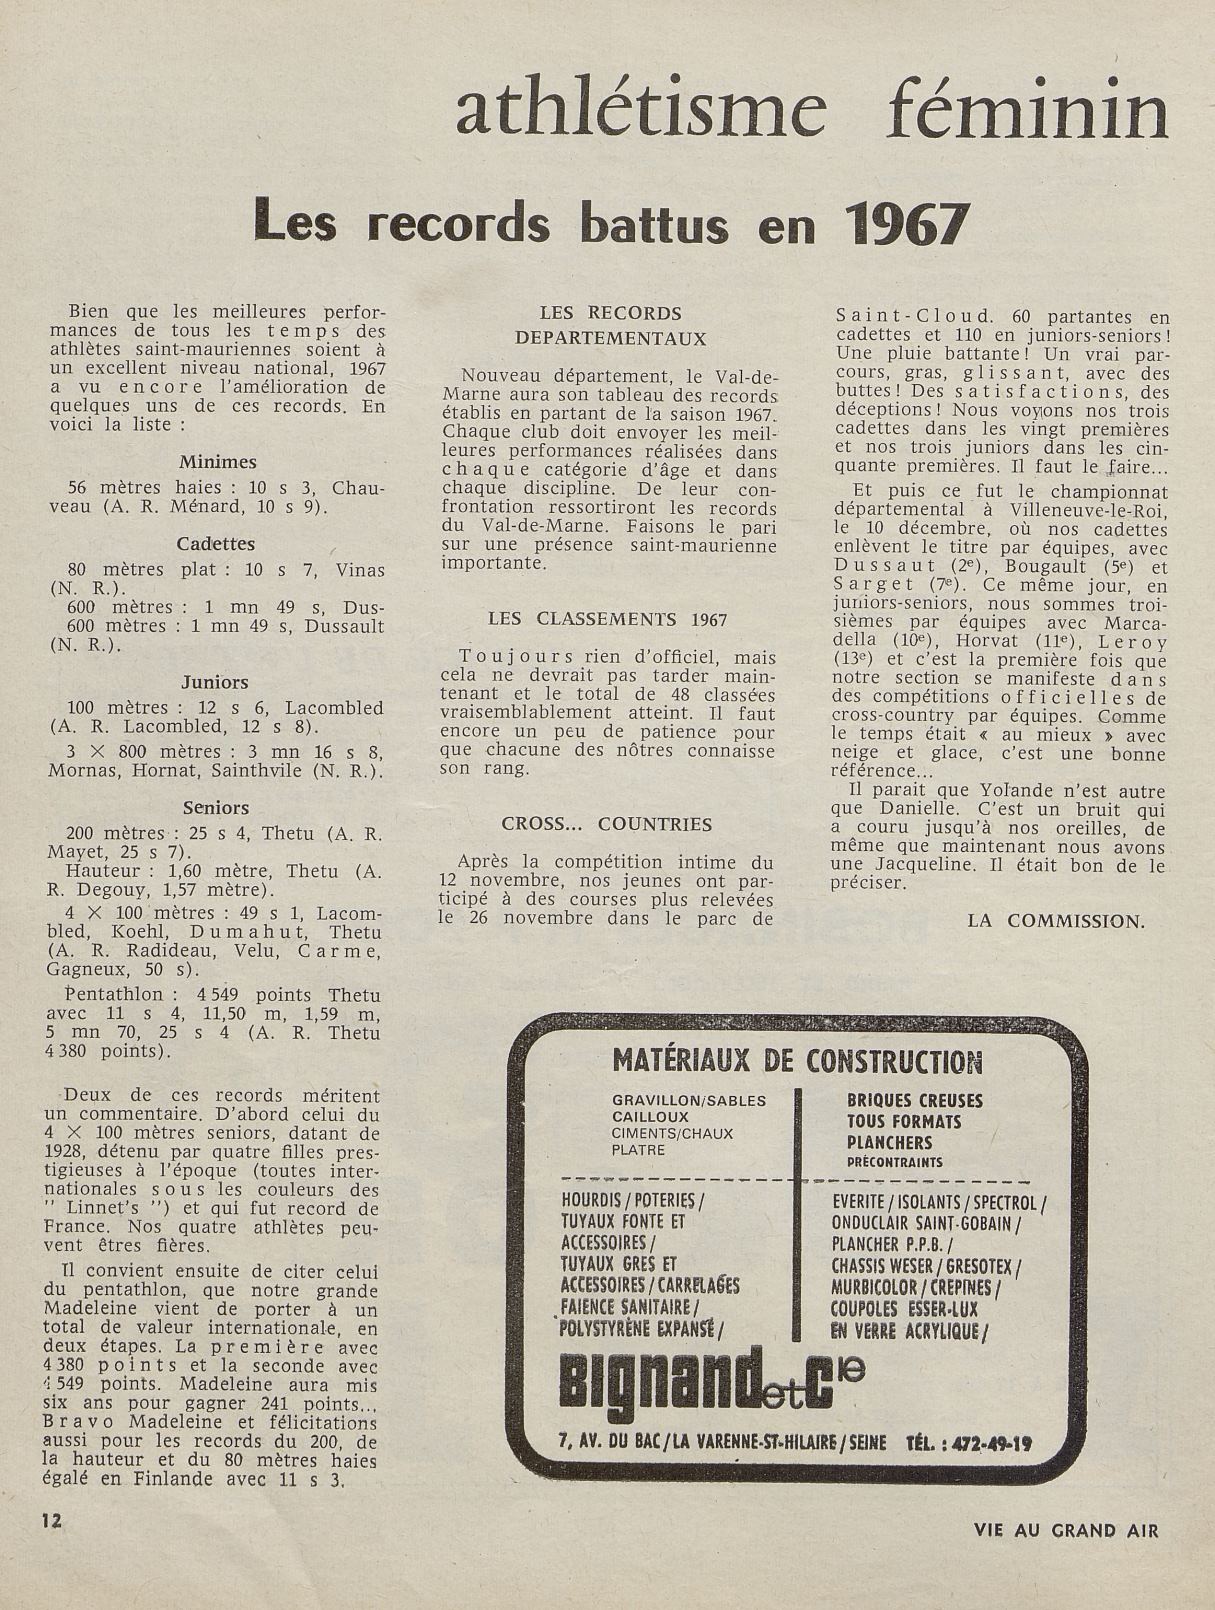 athlétisme féminin
Les records battus en 1967
Bien que les meilleures perfor-
mances de tous les temps des
athlètes saint-mauriennes soient à
un excellent niveau national, 1967
a vu encore l'amélioration de
quelques uns de ces records. En
voici la liste :
Minimes
56 mètres haies : 10 s 3, Chau-
veau (A. R. Ménard, 10 s 9).
Cadettes
80 mètres plat : 10 s 7, Vinas
(N. R.).
600 mètres : 1 mn 49 s, Dus-
600 mètres : 1 mn 49 s, Dussault
(N. R.).
Juniors
100 mètres : 12 s 6, Lacombled
(A. R. Lacombled, 12 s 8).
3 × 800 mètres : 3 mn 16 s 8,
Mornas, Hornat, Sainthvile (N. R.).
Seniors
200 mètres : 25 s 4, Thetu (A. R.
Mayet, 25 s 7).
Hauteur : 1,60 mètre, Thetu (A.
R. Degouy, 1,57 mètre).
4 × 100 mètres : 49 s 1, Lacom-
bled, Koehl, Dumahut, Thetu
(A. R. Radideau, Velu, Carme,
Gagneux, 50 s).
Pentathlon : 4 549 points Thetu
avec 11 s 4, 11,50 m, 1,59 m,
5 mn 70, 25 s 4 (A. R. Thetu
4 380 points).
Deux de ces records méritent
un commentaire. D'abord celui du
4 × 100 mètres seniors, datant de
1928, détenu par quatre filles pres-
tigieuses à l'époque (toutes inter-
nationales sous les couleurs des
" Linnet's ") et qui fut record de
France. Nos quatre athlètes peu-
vent êtres fières.
Il convient ensuite de citer celui
du pentathlon, que notre grande
Madeleine vient de porter à un
total de valeur internationale, en
deux étapes. La première avec
4 380 points et la seconde avec
4 549 points. Madeleine aura mis
six ans pour gagner 241 points...
Bravo Madeleine et félicitations
aussi pour les records du 200, de
la hauteur et du 80 mètres haies
égalé en Finlande avec 11 s 3.
LES RECORDS
DEPARTEMENTAUX
Nouveau département, le Val-de-
Marne aura son tableau des records
établis en partant de la saison 1967.
Chaque club doit envoyer les meil-
leures performances réalisées dans
chaque catégorie d'âge et dans
chaque discipline. De leur con-
frontation ressortiront les records
du Val-de-Marne. Faisons le pari
sur une présence saint-maurienne
importante.
LES CLASSEMENTS 1967
Toujours rien d'officiel, mais
cela ne devrait pas tarder main-
tenant et le total de 48 classées
vraisemblablement atteint. Il faut
encore un peu de patience pour
que chacune des nôtres connaisse
son rang.
CROSS... COUNTRIES
Après la compétition intime du
12 novembre, nos jeunes ont par-
ticipé à des courses plus relevées
le 26 novembre dans le parc de
Saint-Cloud. 60 partantes en
cadettes et 110 en juniors-seniors !
Une pluie battante ! Un vrai par-
cours, gras, glissant, avec des
buttes ! Des satisfactions, des
déceptions ! Nous voyons nos trois
cadettes dans les vingt premières
et nos trois juniors dans les cin-
quante premières. Il faut le faire...
Et puis ce fut le championnat
départemental à Villeneuve-le-Roi,
le 10 décembre, où nos cadettes
enlèvent le titre par équipes, avec
Dussaut (2e), Bougault (5e) et
Sarget (7e). Ce même jour, en
juniors-seniors, nous sommes troi-
sièmes par équipes avec Marca-
della (10e), Horvat (11e), Leroy
(13e) et c'est la première fois que
notre section se manifeste dans
des compétitions officielles de
cross-country par équipes. Comme
le temps était « au mieux » avec
neige et glace, c'est une bonne
référence...
Il parait que Yolande n'est autre
que Danielle. C'est un bruit qui
a couru jusqu'à nos oreilles, de
même que maintenant nous avons
une Jacqueline. Il était bon de le
préciser.
LA COMMISSION.
MATÉRIAUX DE CONSTRUCTION
GRAVILLON/SABLES
CAILLOUX
CIMENTS/CHAUX
PLATRE
BRIQUES CREUSES
TOUS FORMATS
PLANCHERS
PRÉCONTRAINTS
HOURDIS / POTERIES /
TUYAUX FONTE ET
ACCESSOIRES /
TUYAUX GRES ET
ACCESSOIRES / CARRELAGES
FAIENCE SANITAIRE /
POLYSTYRÈNE EXPANSÉ /
EVERITE / ISOLANTS / SPECTROL /
ONDUCLAIR SAINT-GOBAIN /
PLANCHER P.P.B. /
CHASSIS WESER / GRESOTEX /
MURBICOLOR / CREPINES /
COUPOLES ESSER-LUX
EN VERRE ACRYLIQUE /
Bignand et Cie
7, AV. DU BAC / LA VARENNE-ST-HILAIRE / SEINE TÉL. : 472-49-19
12
VIE AU GRAND AIR